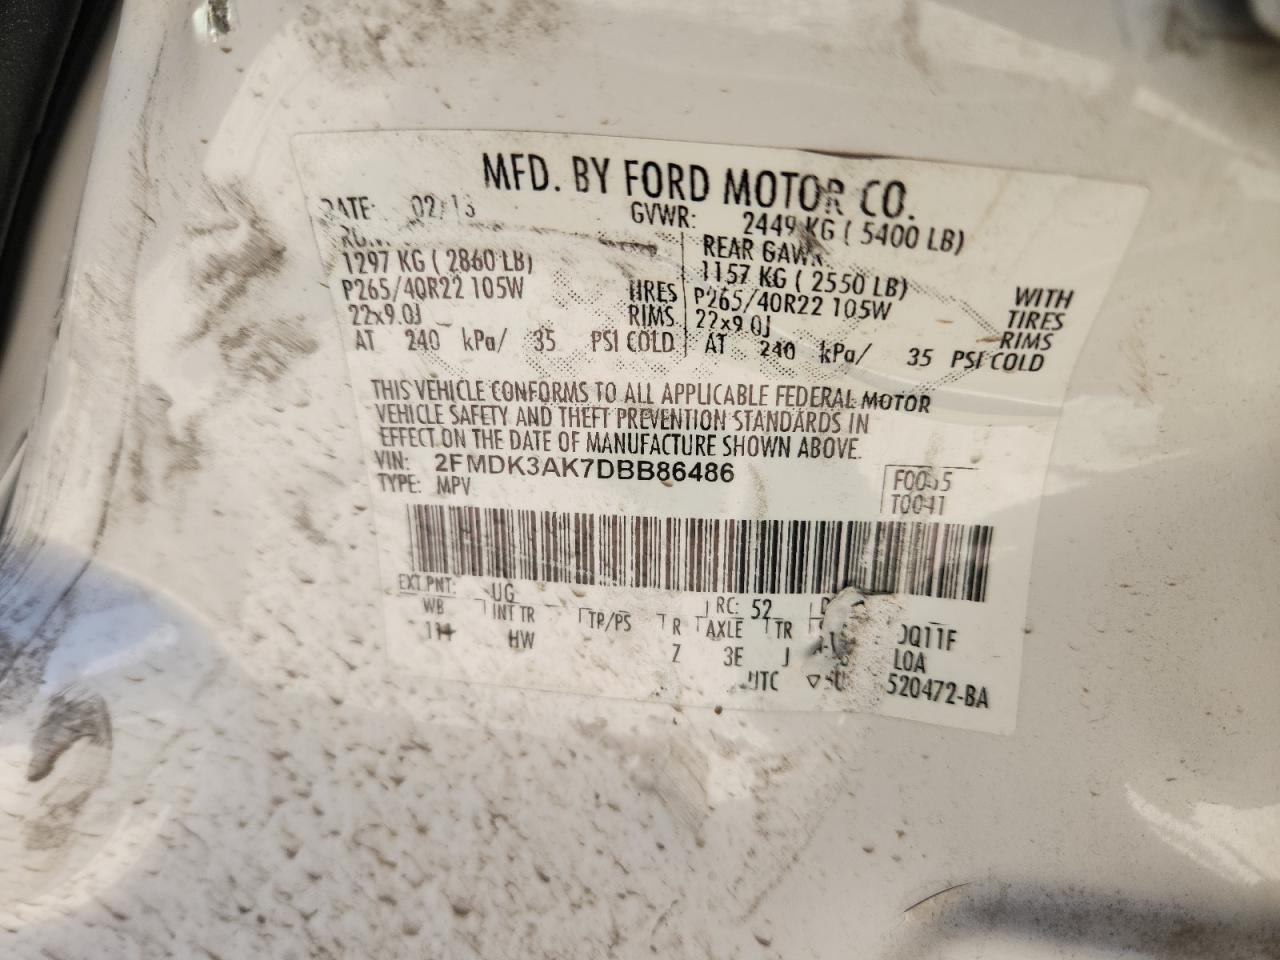 MFD. BY FORD MOTOR CO.
DATE: 02/13 GVWR: 2449 KG ( 5400 LB)
REAR GAWR
1297 KG ( 2860 LB) 1157 KG ( 2550 LB) WITH
P265/40R22 105W TIRES P265/40R22 105W TIRES
22x9.0J RIMS 22x9.0J RIMS
AT 240 kPa/ 35 PSI COLD AT 240 kPa/ 35 PSI COLD
THIS VEHICLE CONFORMS TO ALL APPLICABLE FEDERAL MOTOR
VEHICLE SAFETY AND THEFT PREVENTION STANDARDS IN
EFFECT ON THE DATE OF MANUFACTURE SHOWN ABOVE.
VIN: 2FMDK3AK7DBB86486
TYPE: MPV
T0041
EXT PNT: UG RC: 52
WB INT TR TP/PS R AXLE TR
HW 3E J
520472-BA